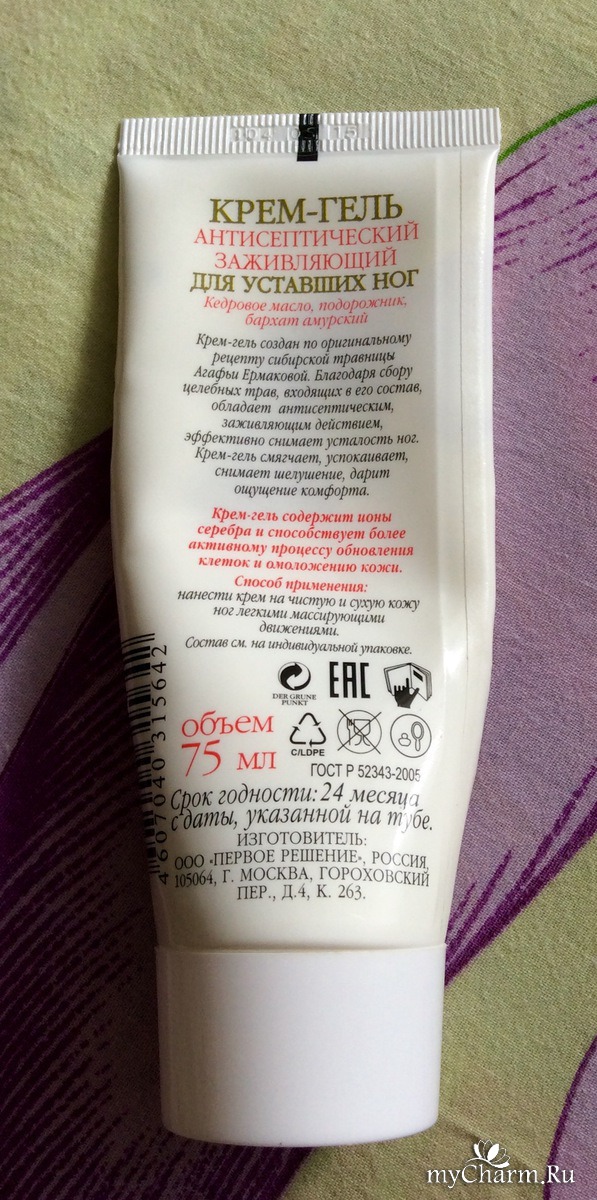 КРЕМ-ГЕЛЬ
АНТИСЕПТИЧЕСКИЙ
ЗАЖИВЛЯЮЩИЙ
ДЛЯ УСТАВШИХ НОГ
Кедровое масло, подорожник,
бархат амурский
Крем-гель создан по оригинальному
рецепту сибирской травницы
Агафьи Ермаковой. Благодаря сбору
целебных трав, входящих в его состав,
обладает антисептическим,
заживляющим действием,
эффективно снимает усталость ног.
Крем-гель смягчает, успокаивает,
снимает шелушение, дарит
ощущение комфорта.
Крем-гель содержит ионы
серебра и способствует более
активному процессу обновления
клеток и омоложению кожи.
Способ применения:
нанести крем на чистую и сухую кожу
ног легкими массирующими
движениями.
Состав см. на индивидуальной упаковке.
DER GRUNE
PUNKT
EAC
объем
75 мл
C/LDPE
ГОСТ Р 52343-2005
4607040 315642
Срок годности: 24 месяца
с даты, указанной на тубе.
ИЗГОТОВИТЕЛЬ:
ООО «ПЕРВОЕ РЕШЕНИЕ», РОССИЯ,
105064, Г. МОСКВА, ГОРОХОВСКИЙ
ПЕР., Д.4, К. 263.
myCharm.Ru